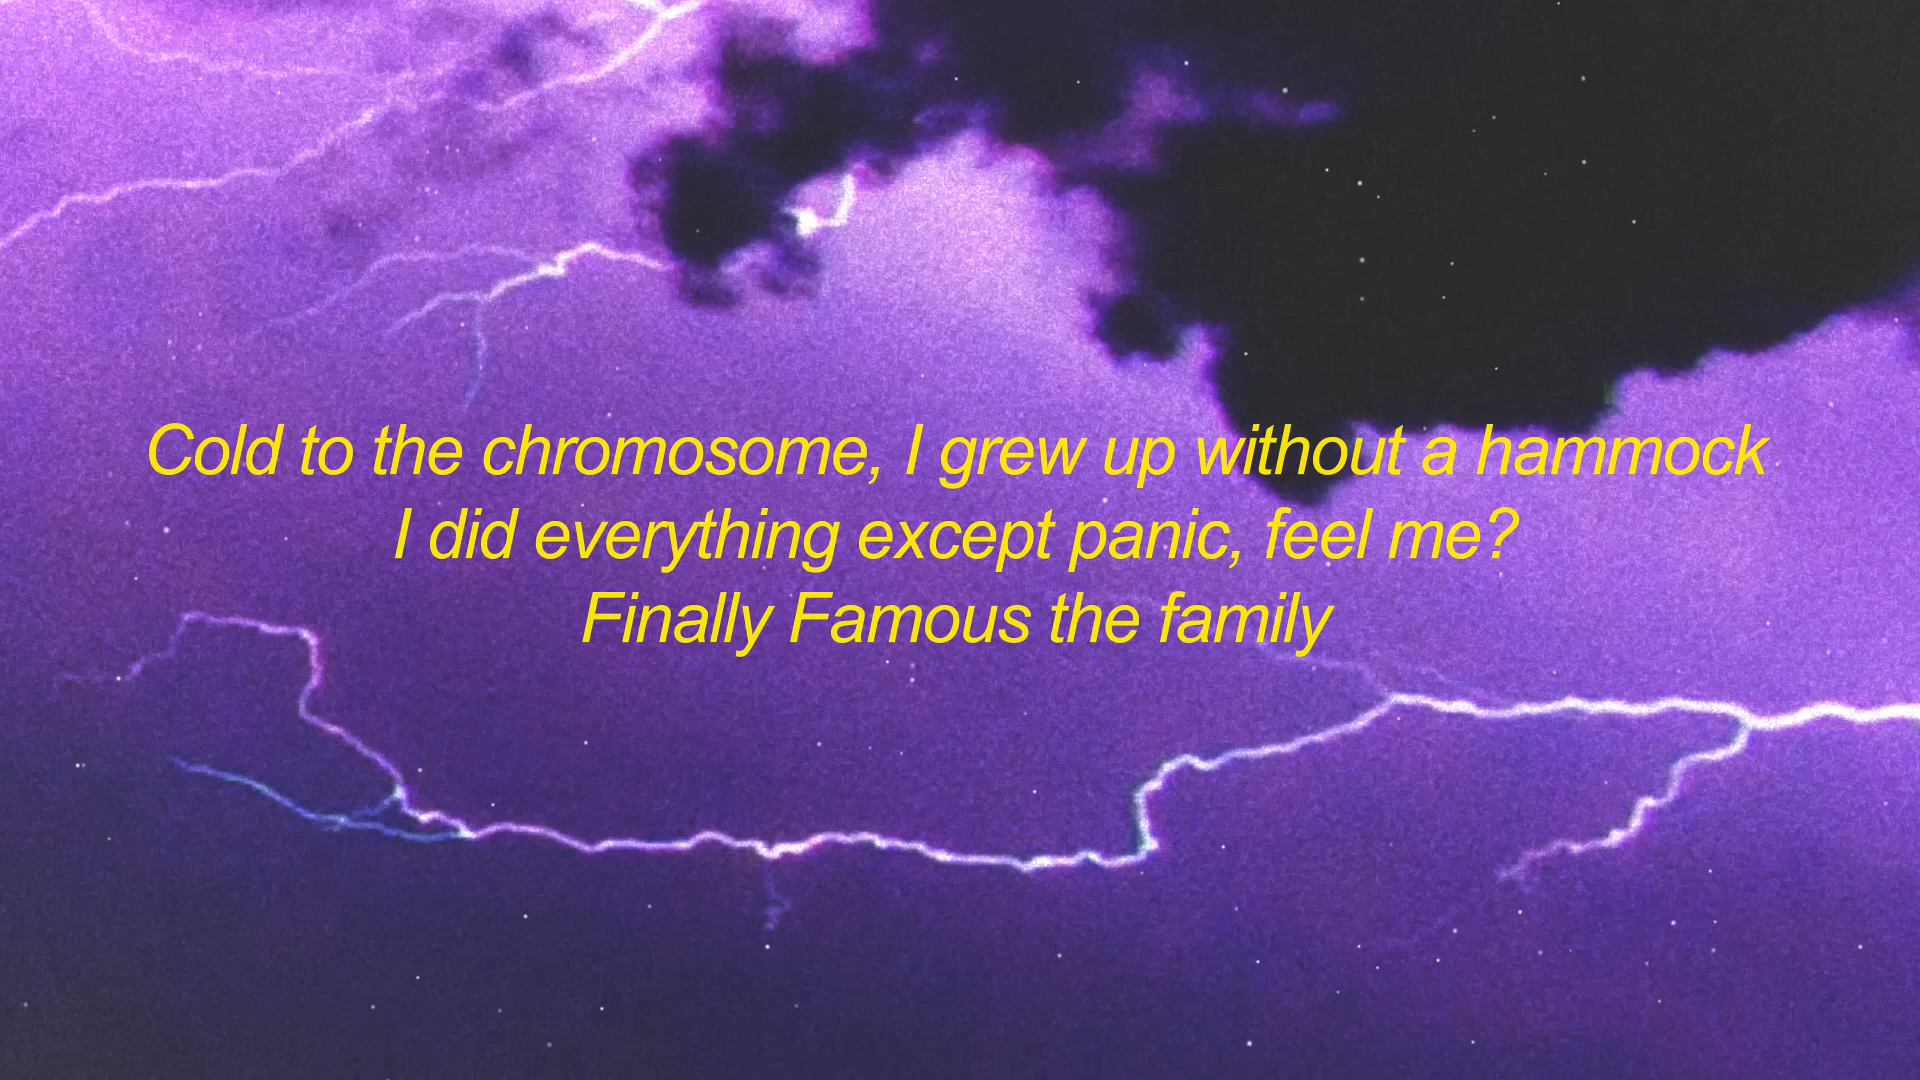 Cold to the chromosome, I grew up without a hammock
I did everything except panic, feel me?
Finally Famous the family